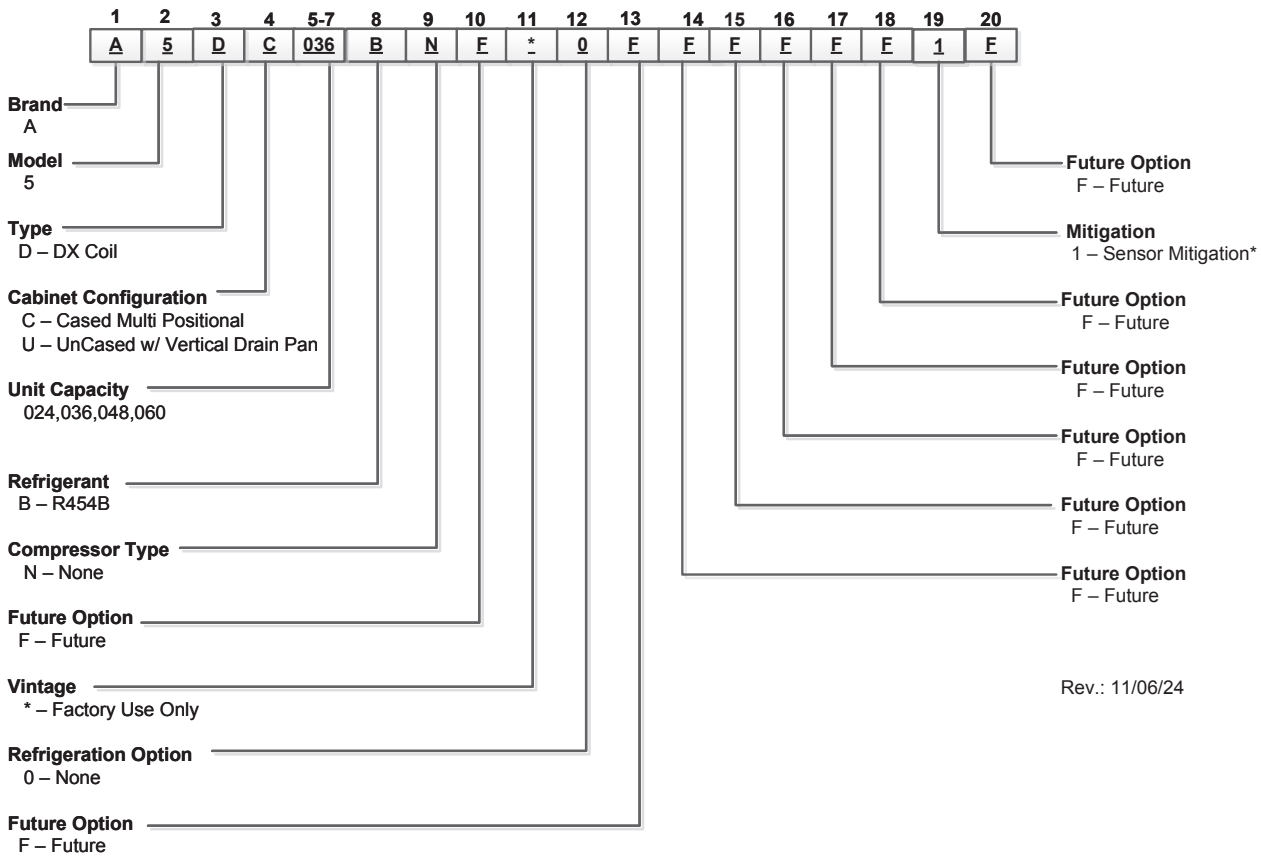 1 2 3 4 5-7 8 9 10 11 12 13 14 15 16 17 18 19 20
A 5 D C 036 B N F * 0 F F F F F F 1 F
Brand
A
Model
5
Type
D – DX Coil
Cabinet Configuration
C – Cased Multi Positional
U – UnCased w/ Vertical Drain Pan
Unit Capacity
024,036,048,060
Refrigerant
B – R454B
Compressor Type
N – None
Future Option
F – Future
Vintage
* – Factory Use Only
Refrigeration Option
0 – None
Future Option
F – Future
Future Option
F – Future
Mitigation
1 – Sensor Mitigation*
Future Option
F – Future
Future Option
F – Future
Future Option
F – Future
Future Option
F – Future
Future Option
F – Future
Rev.: 11/06/24